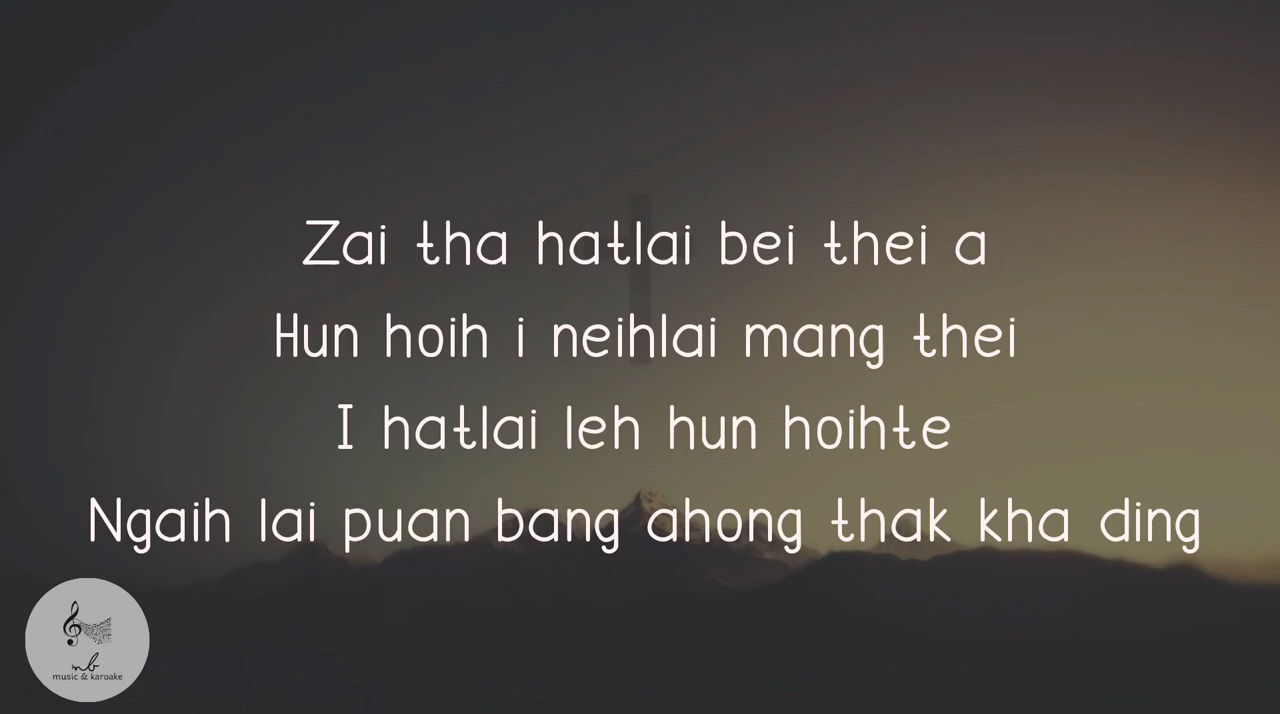 Zai tha hatlai bei thei a
Hun hoih i neihlai mang thei
I hatlai leh hun hoihte
Ngaih lai puan bang ahong thak kha ding
nb
music & karoake